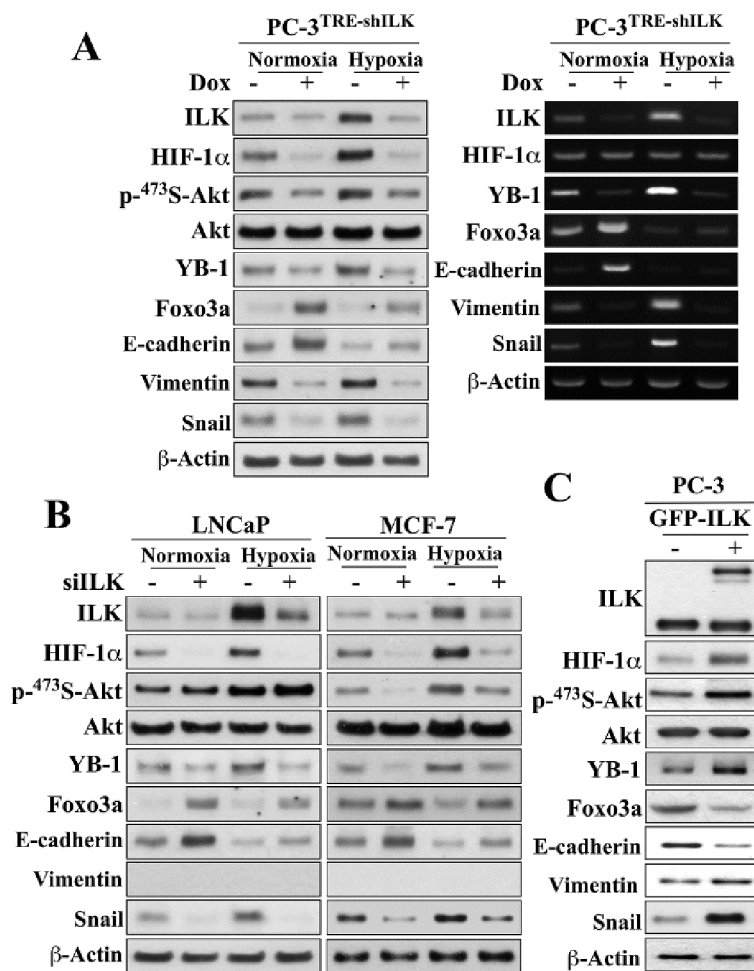 A
PC-3TRE-shILK
Normoxia Hypoxia
Dox - + - +
ILK
HIF-1α
p-473S-Akt
Akt
YB-1
Foxo3a
E-cadherin
Vimentin
Snail
β-Actin
PC-3TRE-shILK
Normoxia Hypoxia
Dox - + - +
ILK
HIF-1α
YB-1
Foxo3a
E-cadherin
Vimentin
Snail
β-Actin
B
LNCaP MCF-7
Normoxia Hypoxia Normoxia Hypoxia
siILK - + - + - + - +
ILK
HIF-1α
p-473S-Akt
Akt
YB-1
Foxo3a
E-cadherin
Vimentin
Snail
β-Actin
C
PC-3
GFP-ILK
- +
ILK
HIF-1α
p-473S-Akt
Akt
YB-1
Foxo3a
E-cadherin
Vimentin
Snail
β-Actin